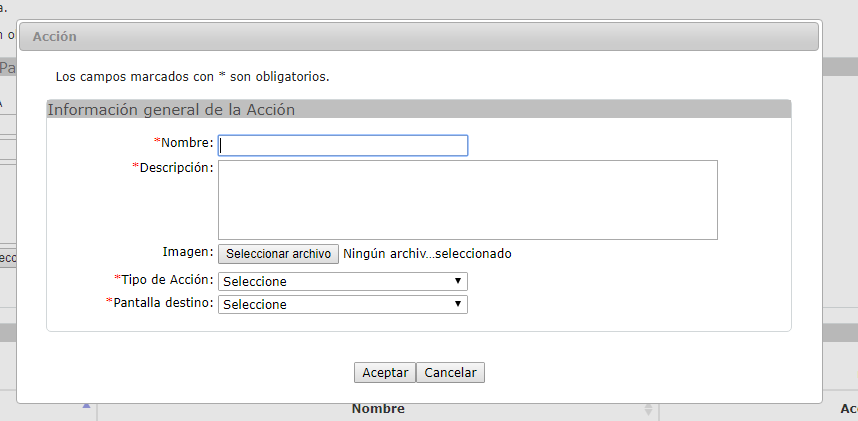 a.
n o
Acción
Los campos marcados con * son obligatorios.
Pa
Información general de la Acción
A
*Nombre:
*Descripción:
Imagen: Seleccionar archivo Ningún archiv...seleccionado
ecc
*Tipo de Acción: Seleccione
*Pantalla destino: Seleccione
Aceptar Cancelar
Nombre Acc